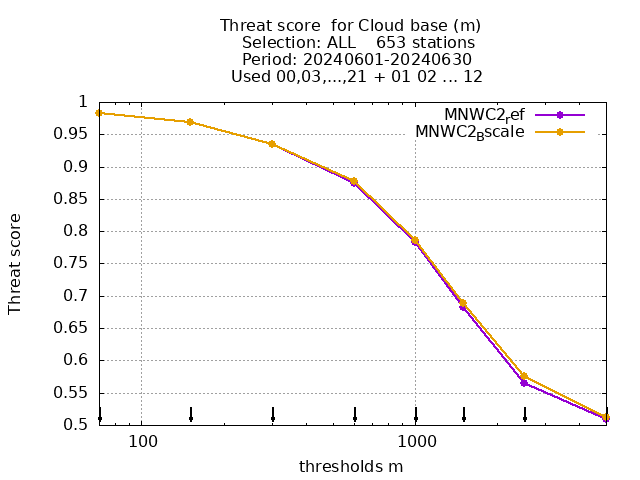 Threat score  for Cloud base (m)
Selection: ALL    653 stations
Period: 20240601-20240630
Used 00,03,...,21 + 01 02 ... 12
MNWC2ref
MNWC2Bscale
1
0.95
0.9
0.85
0.8
0.75
0.7
0.65
0.6
0.55
0.5
Threat score
100
1000
thresholds m